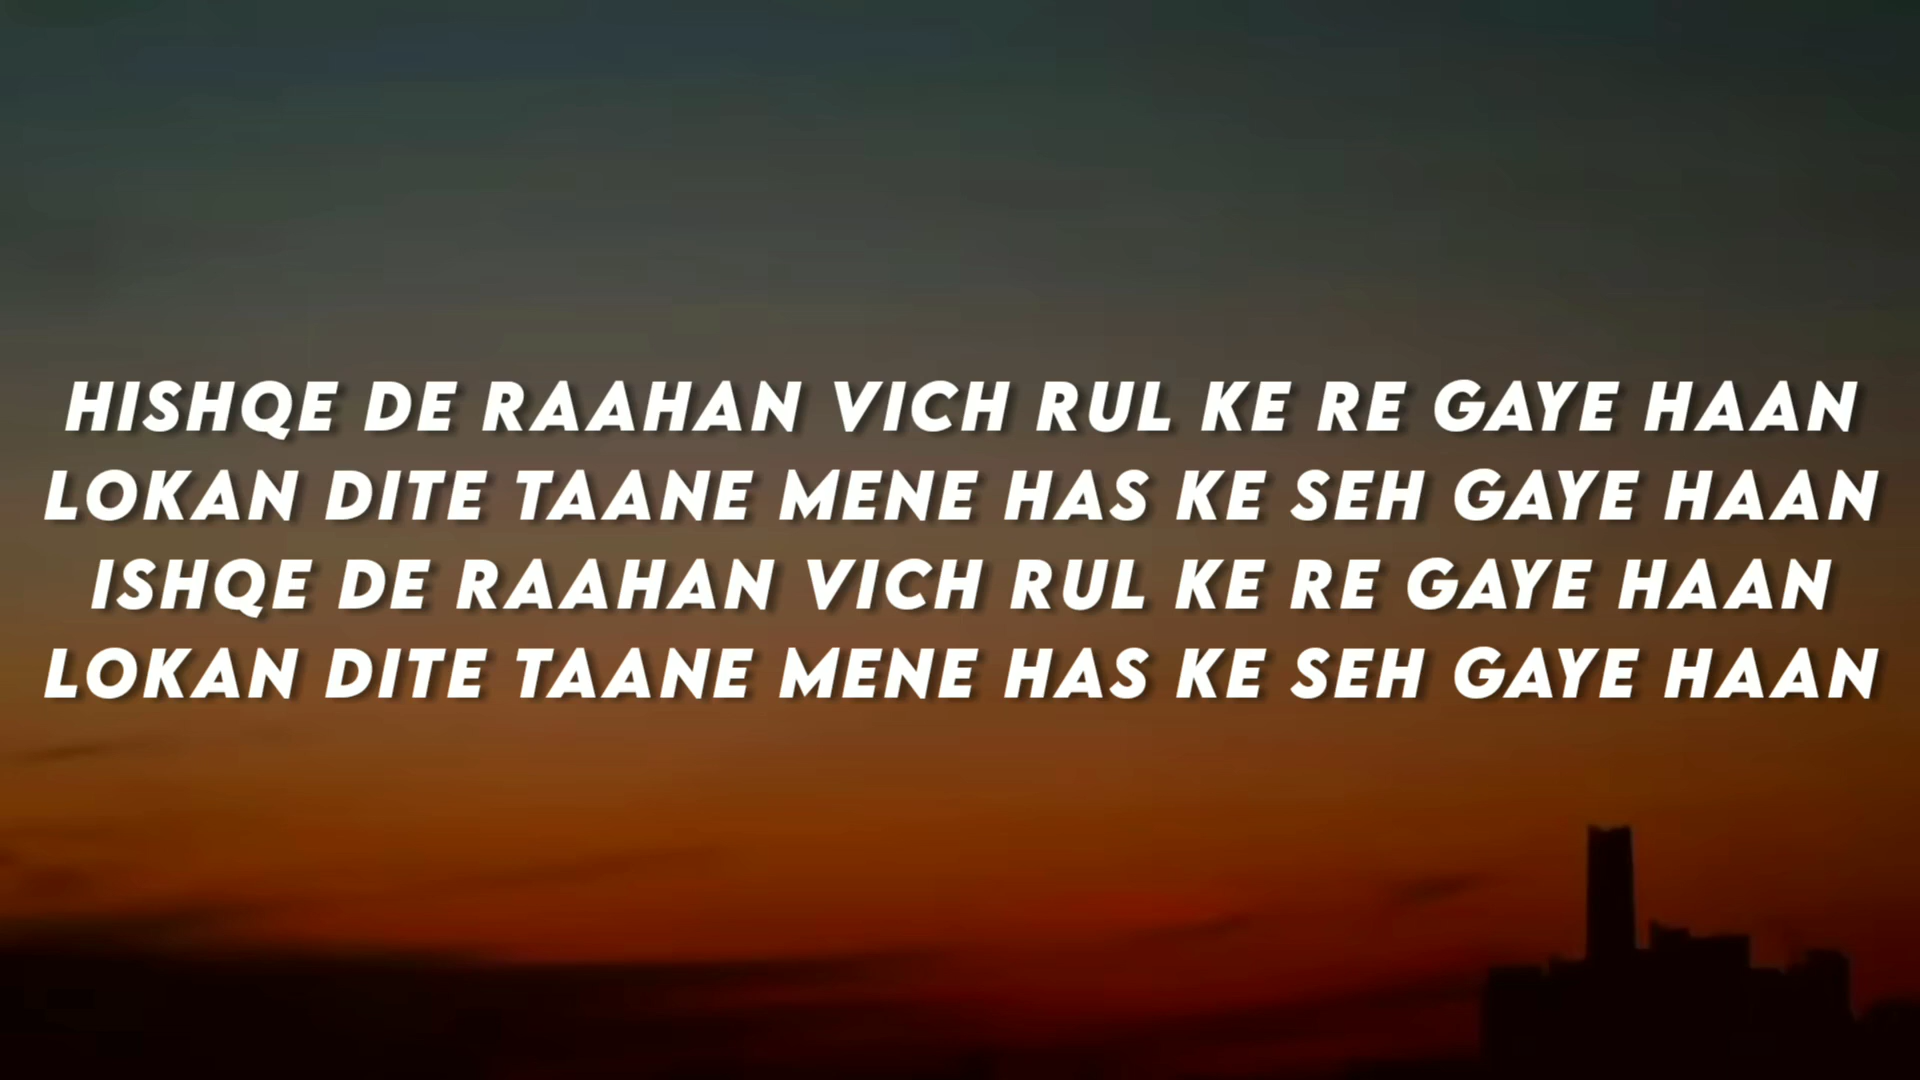 HISHQE DE RAAHAN VICH RUL KE RE GAYE HAAN
LOKAN DITE TAANE MENE HAS KE SEH GAYE HAAN
ISHQE DE RAAHAN VICH RUL KE RE GAYE HAAN
LOKAN DITE TAANE MENE HAS KE SEH GAYE HAAN